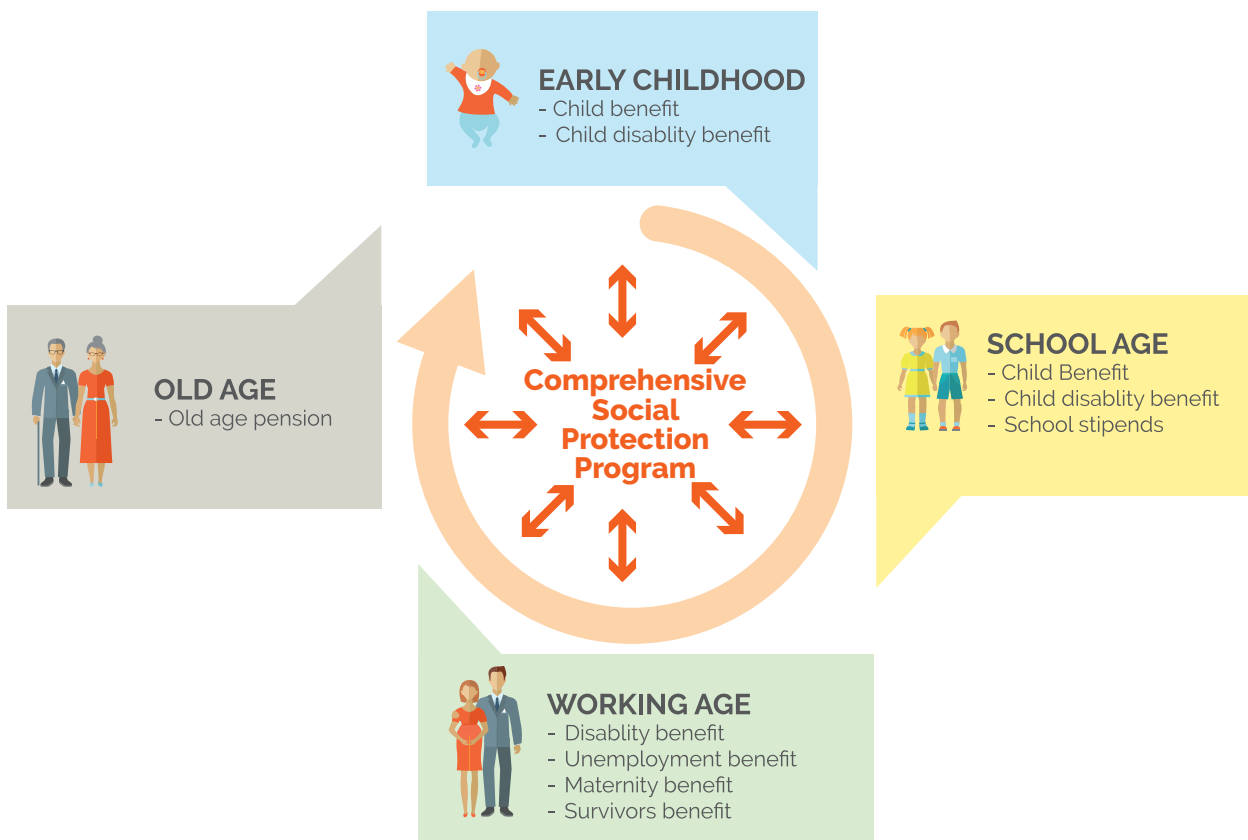 EARLY CHILDHOOD
- Child benefit
- Child disablity benefit
SCHOOL AGE
- Child Benefit
- Child disablity benefit
- School stipends
WORKING AGE
- Disablity benefit
- Unemployment benefit
- Maternity benefit
- Survivors benefit
OLD AGE
- Old age pension
Comprehensive
Social
Protection
Program